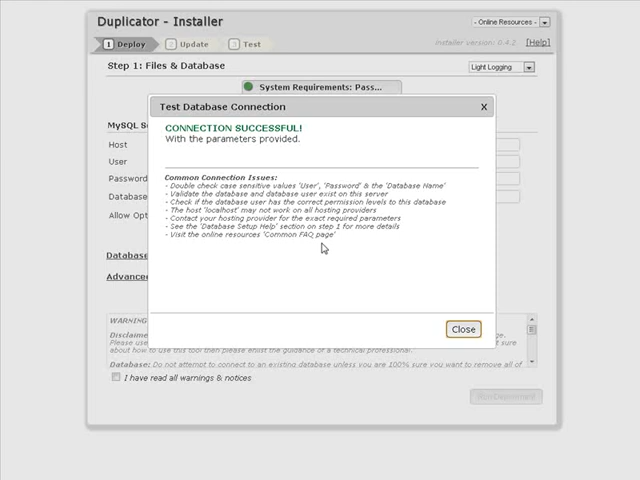 Duplicator - Installer
- Online Resources -
1 Deploy
2 Update
3 Test
installer version: 0.4.2
[Help]
Step 1: Files & Database
Light Logging
System Requirements: Pass...
Test Database Connection
X
CONNECTION SUCCESSFUL!
With the parameters provided.
Common Connection Issues:
- Double check case sensitive values 'User', 'Password' & the 'Database Name'
- Validate the database and database user exist on this server
- Check if the database user has the correct permission levels to this database
- The host 'localhost' may not work on all hosting providers
- Contact your hosting provider for the exact required parameters
- See the 'Database Setup Help' section on step 1 for more details
- Visit the online resources 'Common FAQ page'
Close
MySQL S
Host
User
Password
Database
Allow Opt
Database
Advanced
WARNING
Disclaime
ge.
Please use
ot sure
about how to use this tool then please enlist the guidance of a technical professional.
Database: Do not attempt to connect to an existing database unless you are 100% sure you want to remove all of
I have read all warnings & notices
Run Deployment